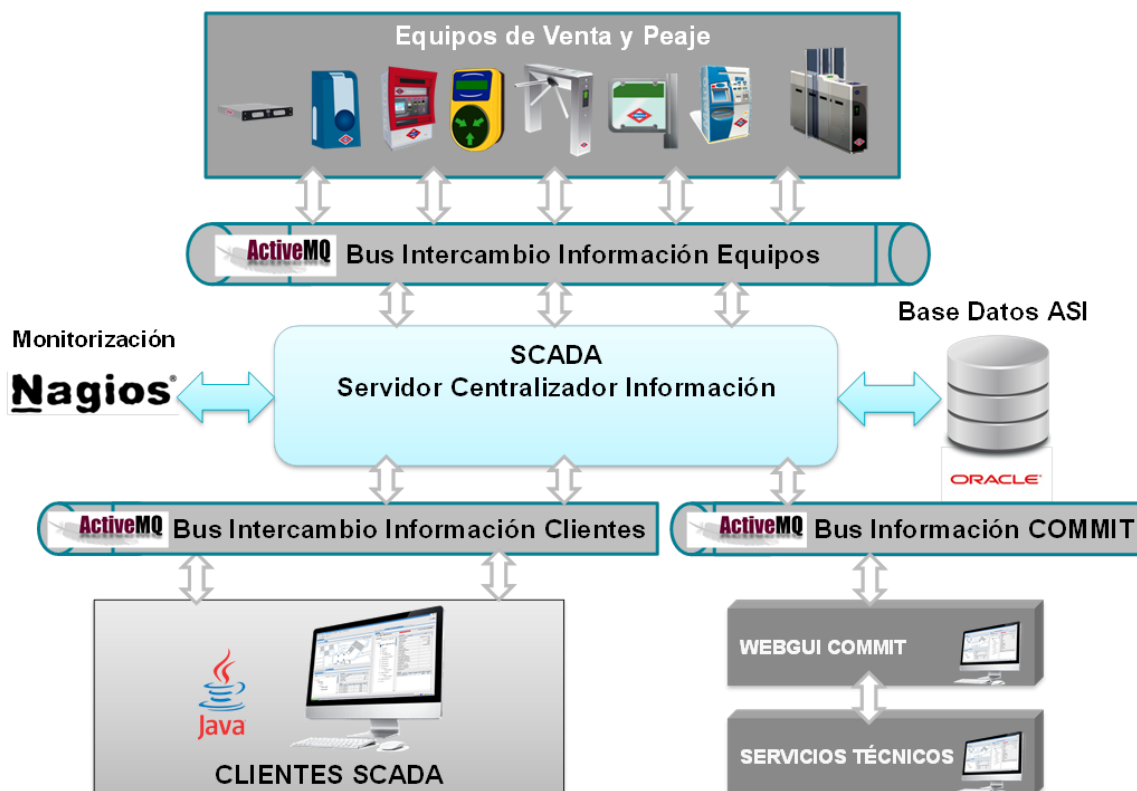 Equipos de Venta y Peaje
ActiveMQ Bus Intercambio Información Equipos
Base Datos ASI
Monitorización
Nagios®
SCADA
Servidor Centralizador Información
ORACLE®
ActiveMQ Bus Intercambio Información Clientes
ActiveMQ Bus Información COMMIT
WEBGUI COMMIT
Java
SERVICIOS TÉCNICOS
CLIENTES SCADA